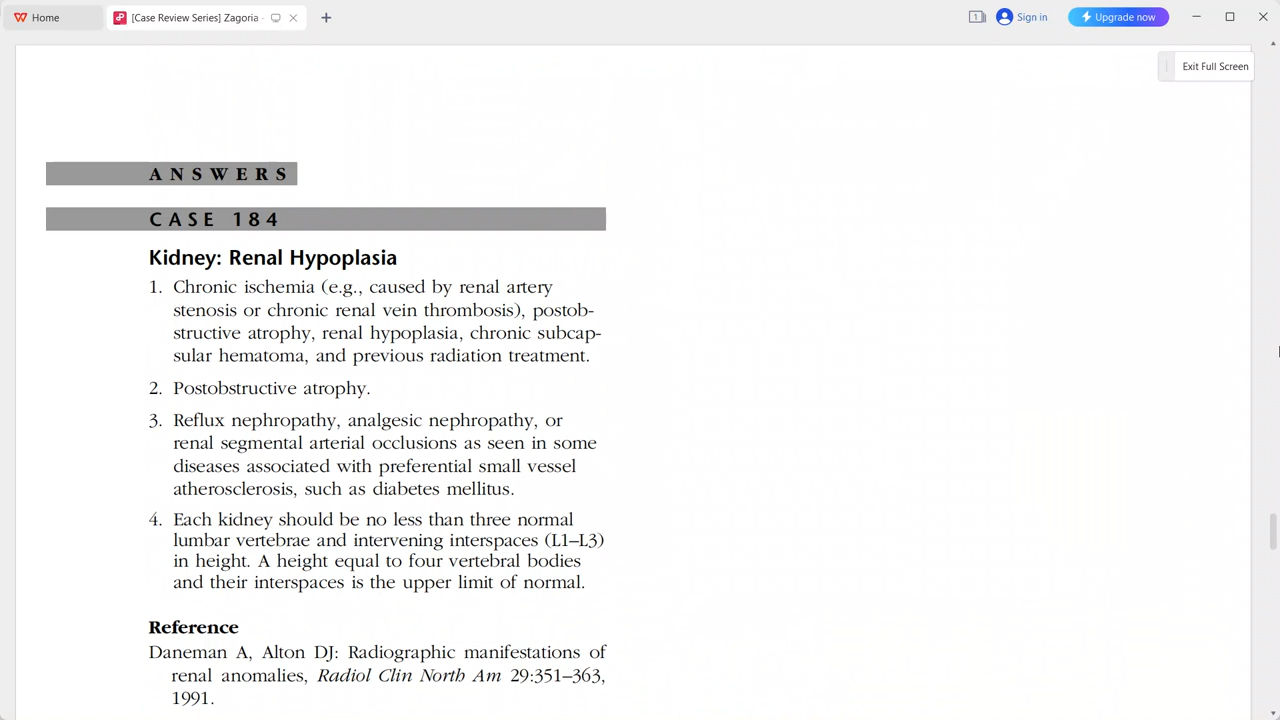 Home
[Case Review Series] Zagoria
1
Sign in
Upgrade now
Exit Full Screen
ANSWERS
CASE 184
Kidney: Renal Hypoplasia
1. Chronic ischemia (e.g., caused by renal artery
stenosis or chronic renal vein thrombosis), postob-
structive atrophy, renal hypoplasia, chronic subcap-
sular hematoma, and previous radiation treatment.
2. Postobstructive atrophy.
3. Reflux nephropathy, analgesic nephropathy, or
renal segmental arterial occlusions as seen in some
diseases associated with preferential small vessel
atherosclerosis, such as diabetes mellitus.
4. Each kidney should be no less than three normal
lumbar vertebrae and intervening interspaces (L1–L3)
in height. A height equal to four vertebral bodies
and their interspaces is the upper limit of normal.
Reference
Daneman A, Alton DJ: Radiographic manifestations of
renal anomalies, Radiol Clin North Am 29:351–363,
1991.